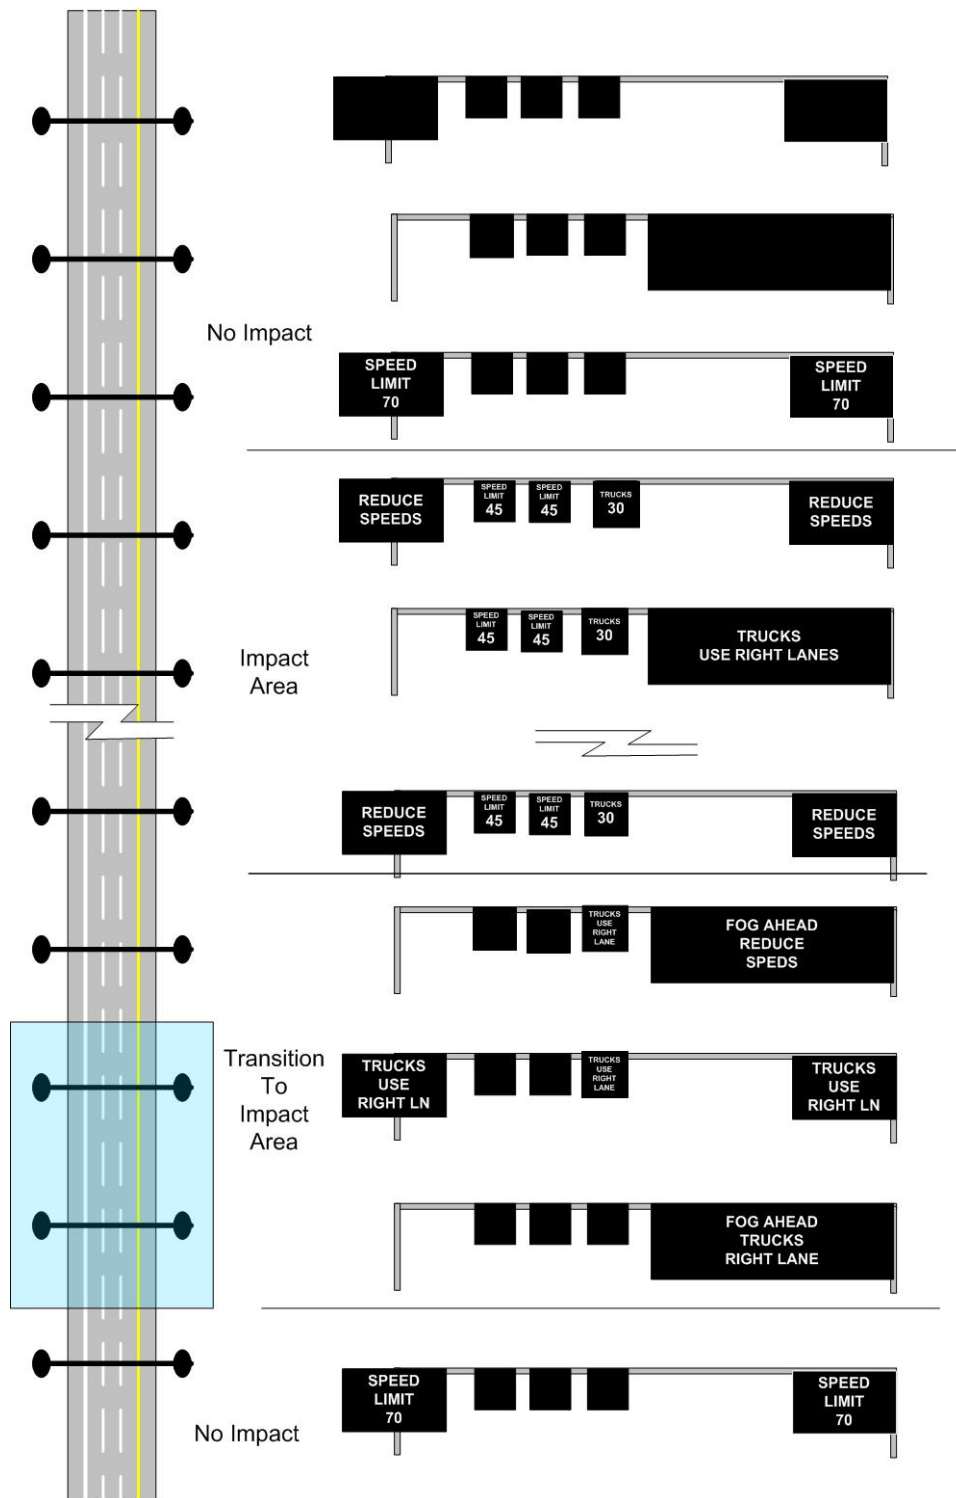 No Impact
SPEED
LIMIT
70
SPEED
LIMIT
70
REDUCE
SPEEDS
SPEED
LIMIT
45
SPEED
LIMIT
45
TRUCKS
30
REDUCE
SPEEDS
Impact
Area
SPEED
LIMIT
45
SPEED
LIMIT
45
TRUCKS
30
TRUCKS
USE RIGHT LANES
REDUCE
SPEEDS
SPEED
LIMIT
45
SPEED
LIMIT
45
TRUCKS
30
REDUCE
SPEEDS
TRUCKS
USE
RIGHT
LANE
FOG AHEAD
REDUCE
SPEDS
Transition
To
Impact
Area
TRUCKS
USE
RIGHT LN
TRUCKS
USE
RIGHT
LANE
TRUCKS
USE
RIGHT LN
FOG AHEAD
TRUCKS
RIGHT LANE
No Impact
SPEED
LIMIT
70
SPEED
LIMIT
70